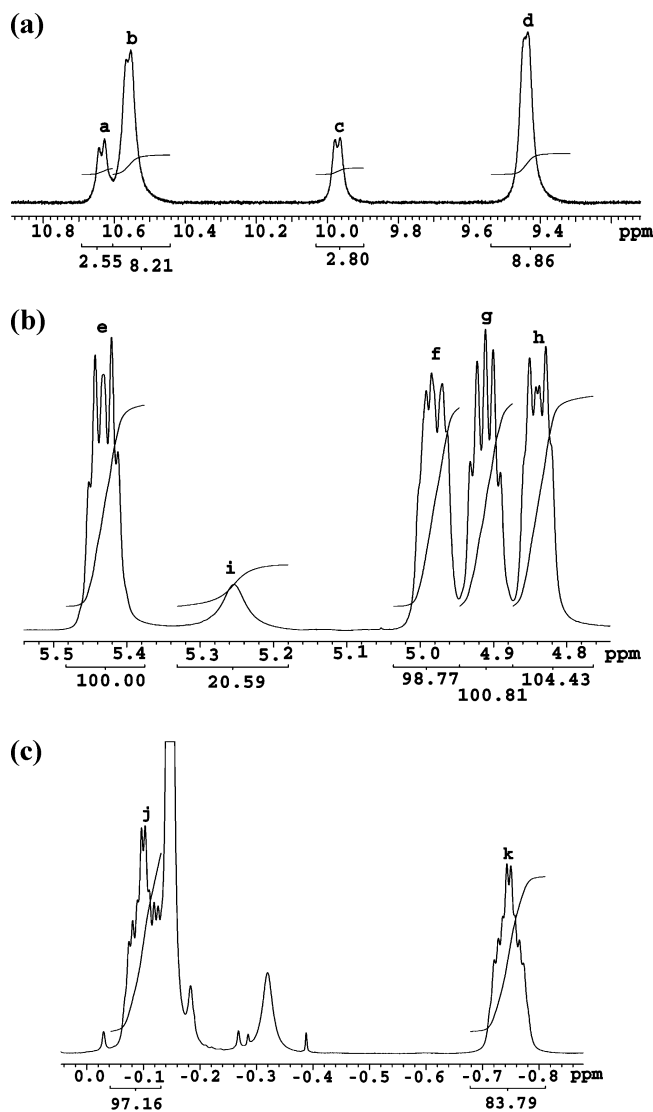 (a)
a b c d
10.8 10.6 10.4 10.2 10.0 9.8 9.6 9.4 ppm
2.55 8.21 2.80 8.86
(b)
e f g h
i
5.5 5.4 5.3 5.2 5.1 5.0 4.9 4.8 ppm
100.00 20.59 98.77 100.81 104.43
(c)
j k
0.0 -0.1 -0.2 -0.3 -0.4 -0.5 -0.6 -0.7 -0.8 ppm
97.16 83.79